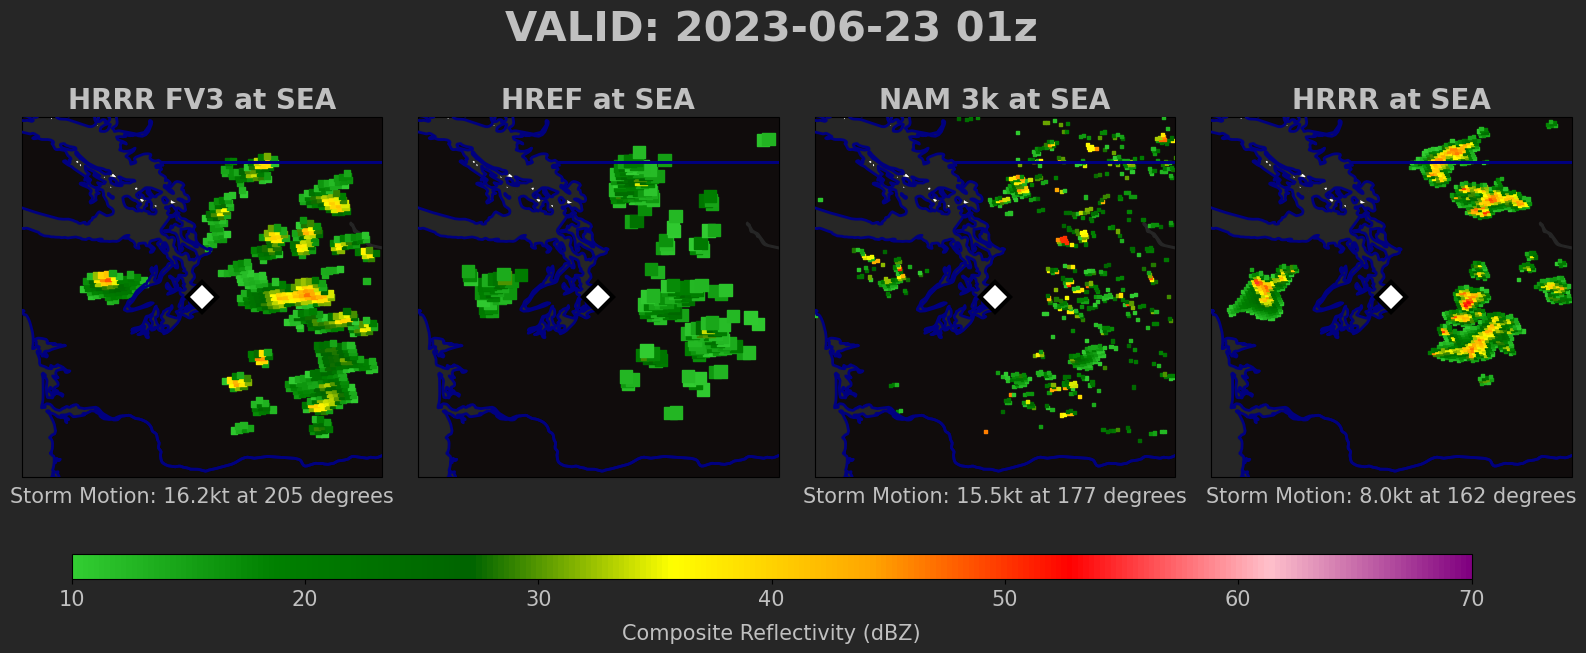 VALID: 2023-06-23 01z
HRRR FV3 at SEA
HREF at SEA
NAM 3k at SEA
HRRR at SEA
Storm Motion: 16.2kt at 205 degrees
Storm Motion: 15.5kt at 177 degrees
Storm Motion: 8.0kt at 162 degrees
10 20 30 40 50 60 70
Composite Reflectivity (dBZ)